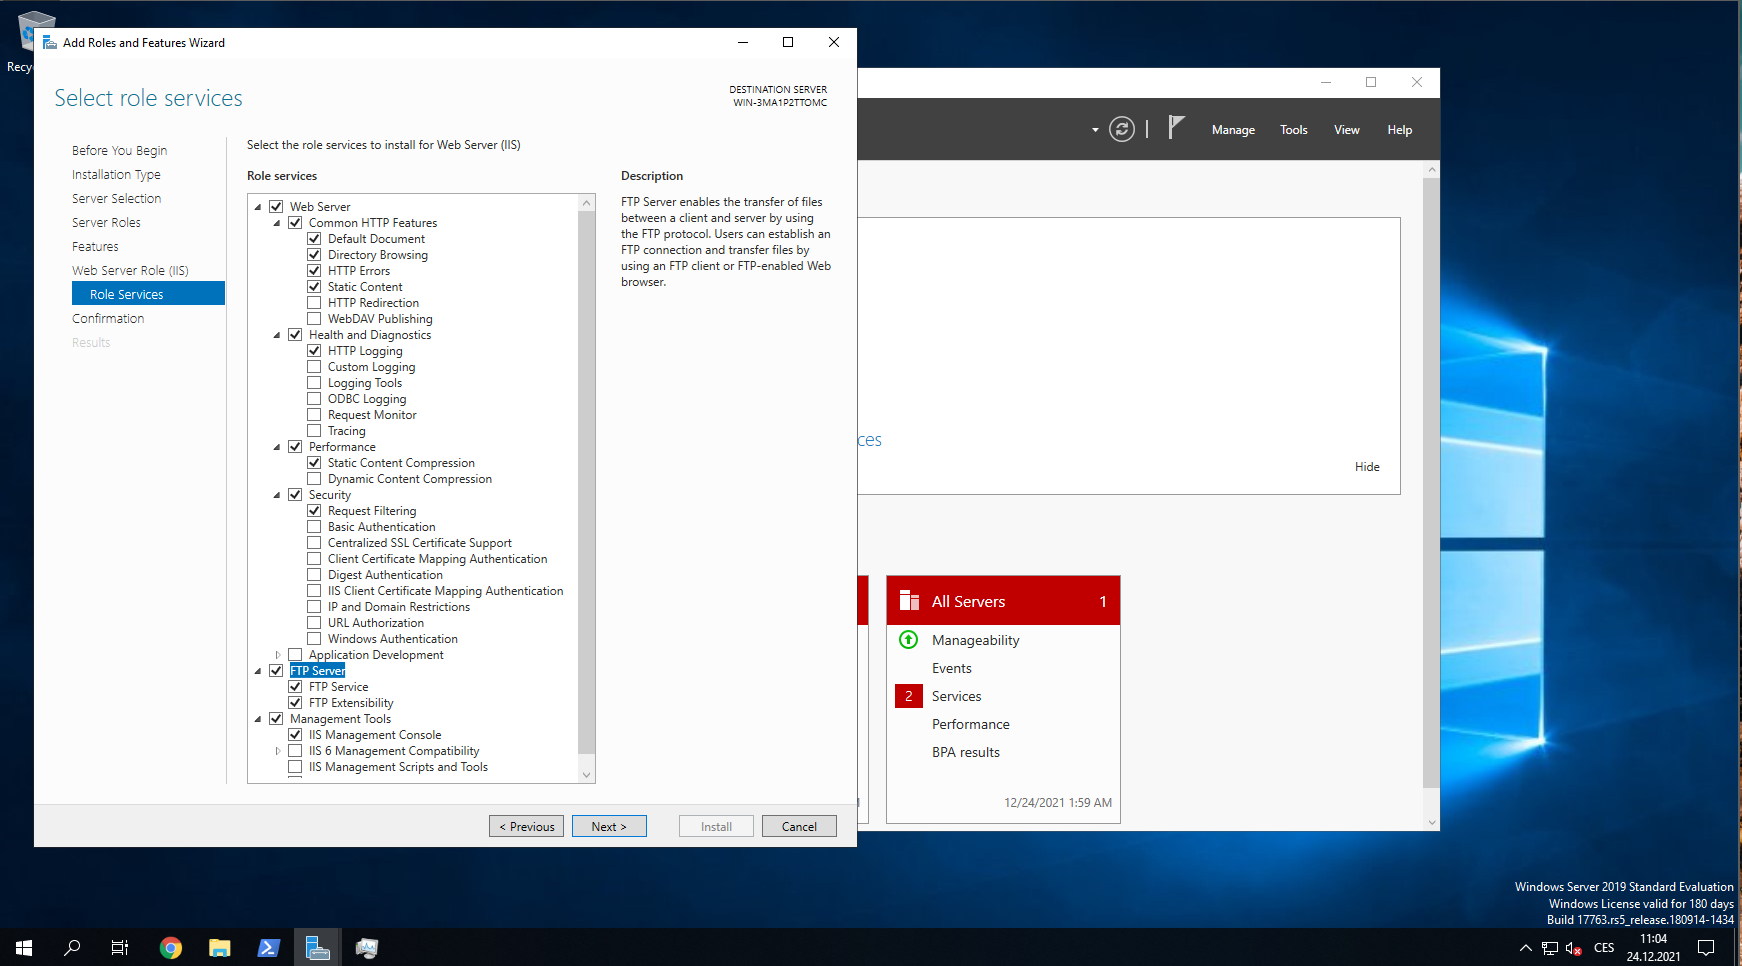 Recy
Add Roles and Features Wizard
Select role services
DESTINATION SERVER
WIN-3MA1P2TTOMC
Before You Begin
Installation Type
Server Selection
Server Roles
Features
Web Server Role (IIS)
Role Services
Confirmation
Results
Select the role services to install for Web Server (IIS)
Role services
Web Server
Common HTTP Features
Default Document
Directory Browsing
HTTP Errors
Static Content
HTTP Redirection
WebDAV Publishing
Health and Diagnostics
HTTP Logging
Custom Logging
Logging Tools
ODBC Logging
Request Monitor
Tracing
Performance
Static Content Compression
Dynamic Content Compression
Security
Request Filtering
Basic Authentication
Centralized SSL Certificate Support
Client Certificate Mapping Authentication
Digest Authentication
IIS Client Certificate Mapping Authentication
IP and Domain Restrictions
URL Authorization
Windows Authentication
Application Development
FTP Server
FTP Service
FTP Extensibility
Management Tools
IIS Management Console
IIS 6 Management Compatibility
IIS Management Scripts and Tools
Description
FTP Server enables the transfer of files
between a client and server by using
the FTP protocol. Users can establish an
FTP connection and transfer files by
using an FTP client or FTP-enabled Web
browser.
< Previous
Next >
Install
Cancel
Manage
Tools
View
Help
ces
Hide
All Servers
1
Manageability
Events
2 Services
Performance
BPA results
12/24/2021 1:59 AM
Windows Server 2019 Standard Evaluation
Windows License valid for 180 days
Build 17763.rs5_release.180914-1434
CES
11:04
24.12.2021